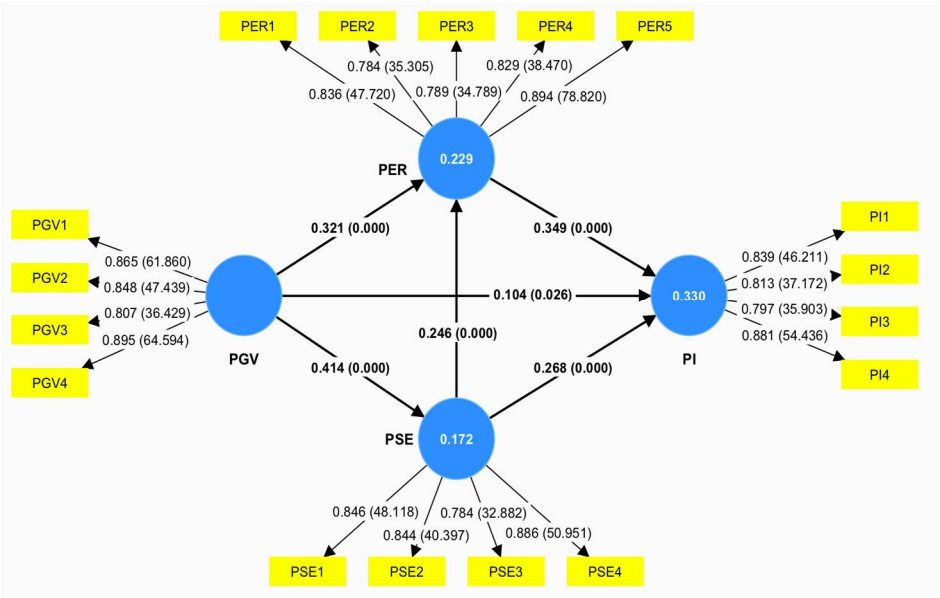 PER1
PER2
PER3
PER4
PER5
0.836 (47.720)
0.784 (35.305)
0.789 (34.789)
0.829 (38.470)
0.894 (78.820)
PER
0.229
0.321 (0.000)
0.349 (0.000)
PGV1
PGV2
PGV3
PGV4
0.865 (61.860)
0.848 (47.439)
0.807 (36.429)
0.895 (64.594)
PGV
0.104 (0.026)
0.246 (0.000)
0.330
PI
0.839 (46.211)
0.813 (37.172)
0.797 (35.903)
0.881 (54.436)
PI1
PI2
PI3
PI4
0.414 (0.000)
0.268 (0.000)
PSE
0.172
0.846 (48.118)
0.844 (40.397)
0.784 (32.882)
0.886 (50.951)
PSE1
PSE2
PSE3
PSE4